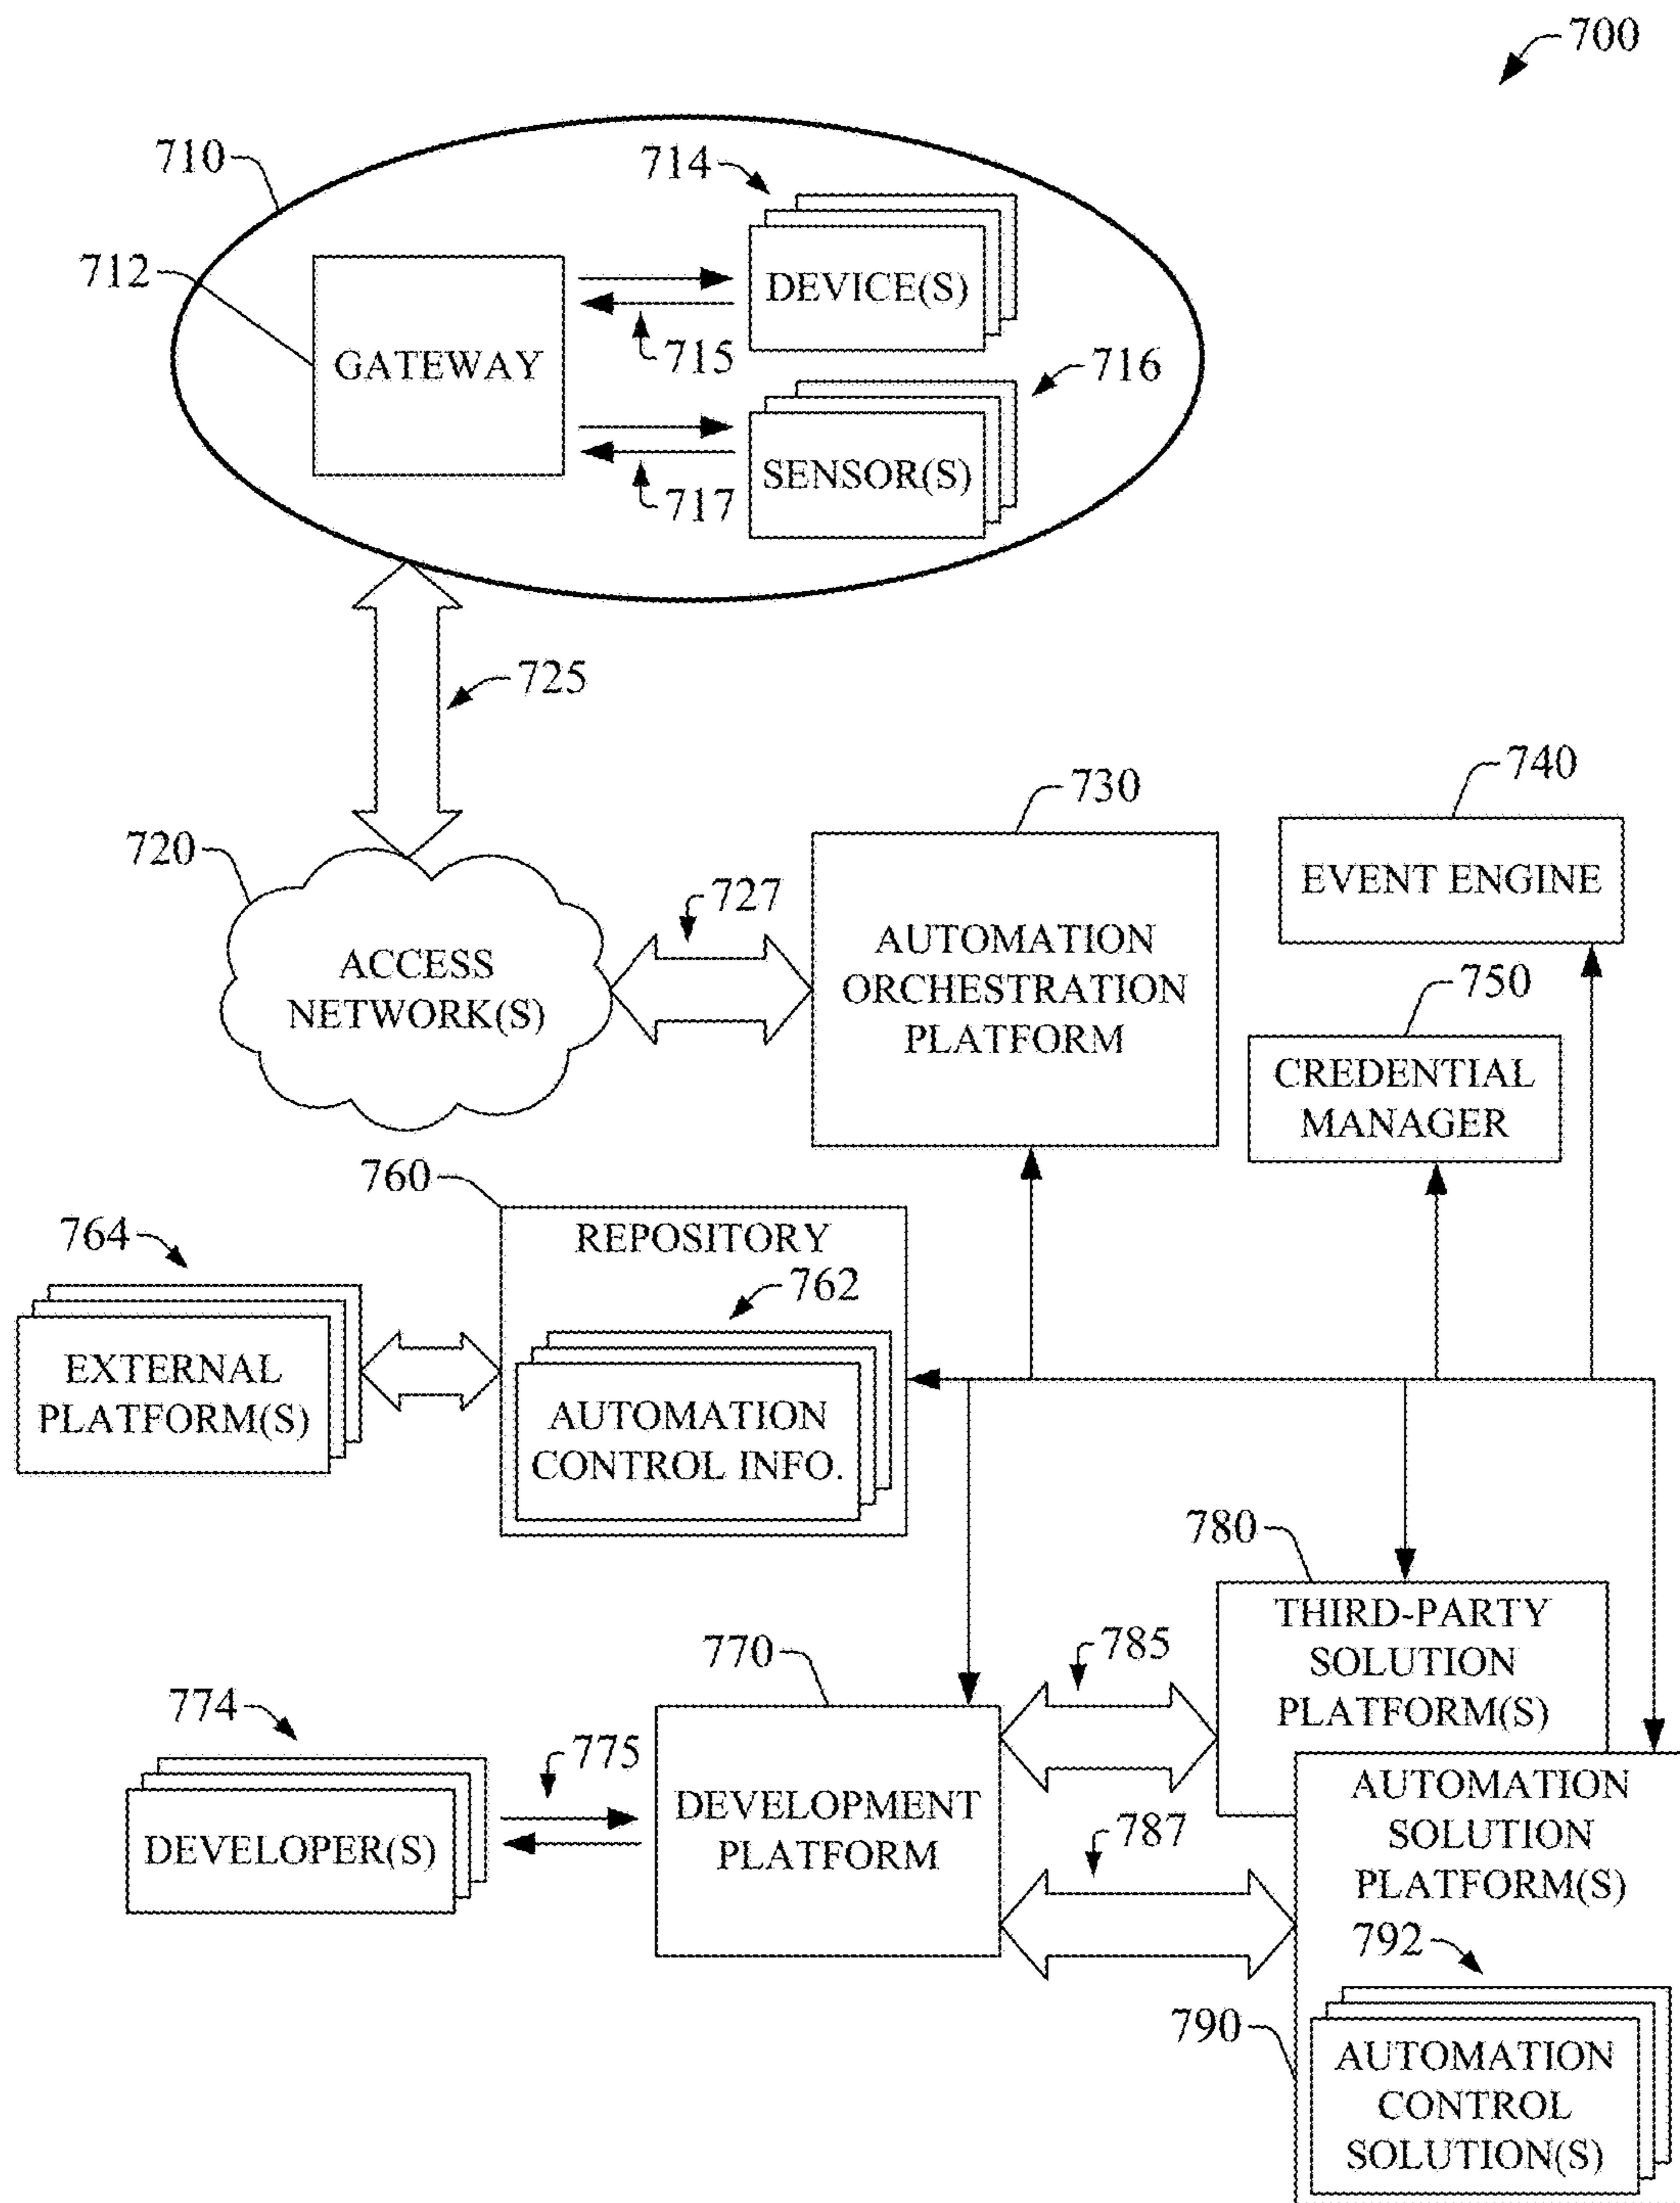 700
710
714
712
DEVICE(S)
GATEWAY
715
716
SENSOR(S)
717
725
740
730
EVENT ENGINE
720
727
ACCESS
NETWORK(S)
AUTOMATION
ORCHESTRATION
PLATFORM
750
CREDENTIAL
MANAGER
760
764
REPOSITORY
762
EXTERNAL
PLATFORM(S)
AUTOMATION
CONTROL INFO.
780
THIRD-PARTY
SOLUTION
PLATFORM(S)
770
785
774
775
DEVELOPER(S)
DEVELOPMENT
PLATFORM
787
AUTOMATION
SOLUTION
PLATFORM(S)
792
790
AUTOMATION
CONTROL
SOLUTION(S)